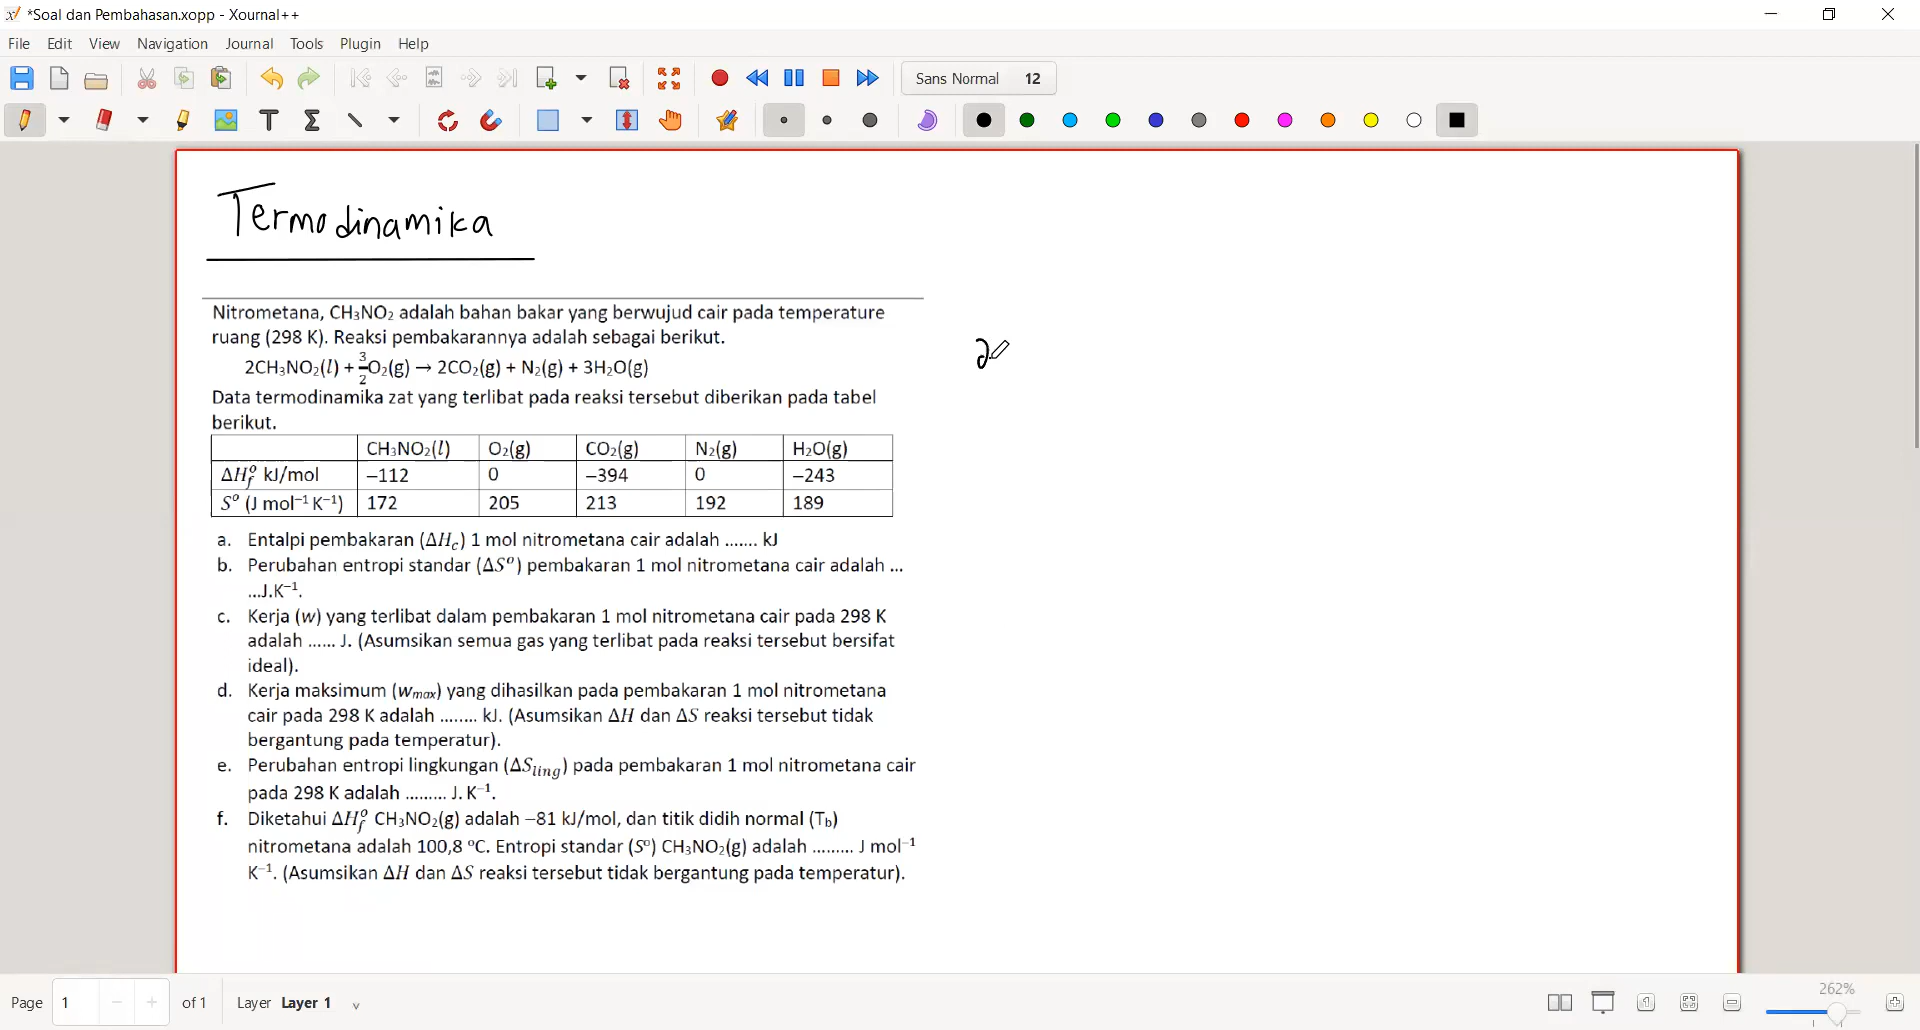 *Soal dan Pembahasan.xopp - Xournal++
File Edit View Navigation Journal Tools Plugin Help
Sans Normal 12
Termodinamika
Nitrometana, CH₃NO₂ adalah bahan bakar yang berwujud cair pada temperature
ruang (298 K). Reaksi pembakarannya adalah sebagai berikut.
2CH₃NO₂(l) + 3/2 O₂(g) → 2CO₂(g) + N₂(g) + 3H₂O(g)
2
Data termodinamika zat yang terlibat pada reaksi tersebut diberikan pada tabel
berikut.
CH₃NO₂(l) O₂(g) CO₂(g) N₂(g) H₂O(g)
ΔH_f^o kJ/mol −112 0 −394 0 −243
S° (J mol⁻¹ K⁻¹) 172 205 213 192 189
a. Entalpi pembakaran (ΔH_c) 1 mol nitrometana cair adalah ....... kJ
b. Perubahan entropi standar (ΔS°) pembakaran 1 mol nitrometana cair adalah ...
...J.K⁻¹.
c. Kerja (w) yang terlibat dalam pembakaran 1 mol nitrometana cair pada 298 K
adalah ...... J. (Asumsikan semua gas yang terlibat pada reaksi tersebut bersifat
ideal).
d. Kerja maksimum (w_max) yang dihasilkan pada pembakaran 1 mol nitrometana
cair pada 298 K adalah ........ kJ. (Asumsikan ΔH dan ΔS reaksi tersebut tidak
bergantung pada temperatur).
e. Perubahan entropi lingkungan (ΔS_ling) pada pembakaran 1 mol nitrometana cair
pada 298 K adalah ......... J. K⁻¹.
f. Diketahui ΔH_f^o CH₃NO₂(g) adalah −81 kJ/mol, dan titik didih normal (T_b)
nitrometana adalah 100,8 °C. Entropi standar (S°) CH₃NO₂(g) adalah ......... J mol⁻¹
K⁻¹. (Asumsikan ΔH dan ΔS reaksi tersebut tidak bergantung pada temperatur).
Page 1 of 1 Layer Layer 1 262%